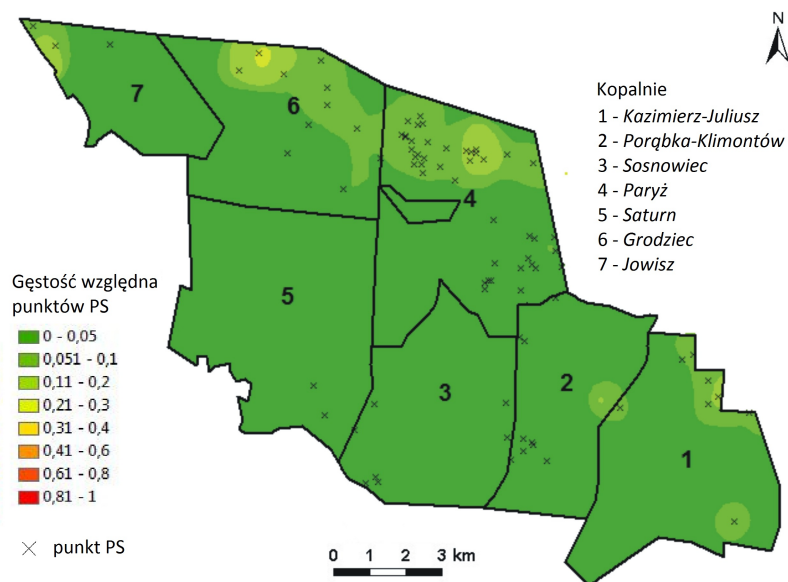 N
Kopalnie
1 - Kazimierz-Juliusz
2 - Porąbka-Klimontów
3 - Sosnowiec
4 - Paryż
5 - Saturn
6 - Grodziec
7 - Jowisz
7
6
4
5
3
2
1
Gęstość względna
punktów PS
0 - 0,05
0,051 - 0,1
0,11 - 0,2
0,21 - 0,3
0,31 - 0,4
0,41 - 0,6
0,61 - 0,8
0,81 - 1
punkt PS
0 1 2 3 km